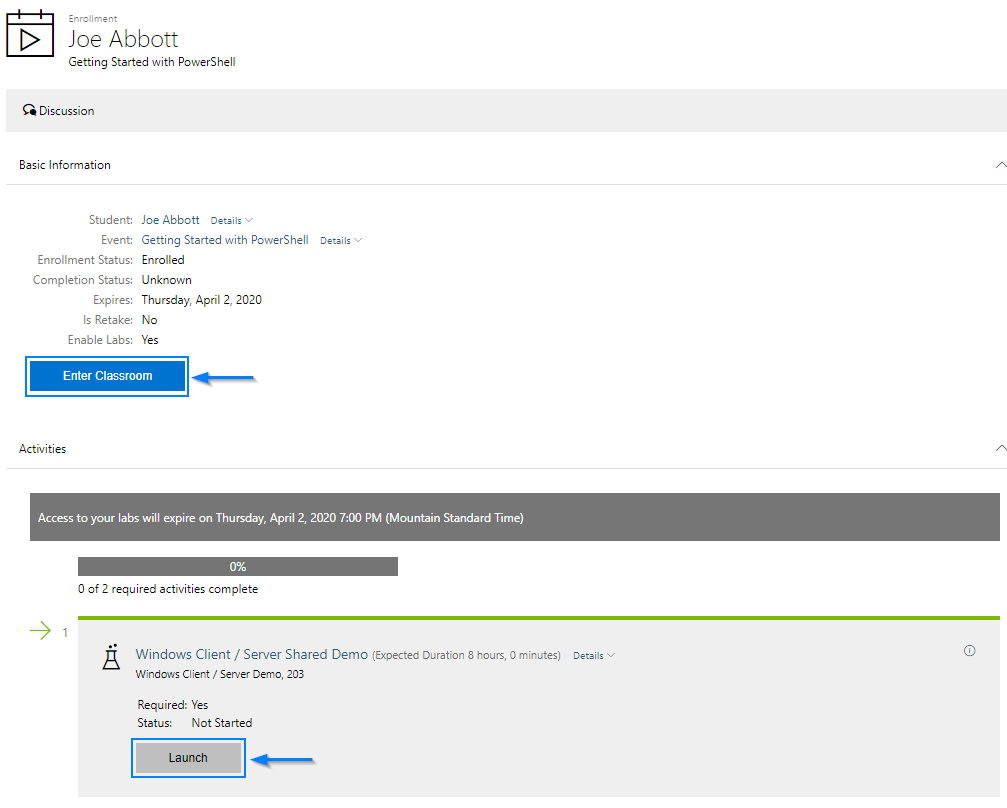 Enrollment
Joe Abbott
Getting Started with PowerShell
Discussion
Basic Information
Student: Joe Abbott Details
Event: Getting Started with PowerShell Details
Enrollment Status: Enrolled
Completion Status: Unknown
Expires: Thursday, April 2, 2020
Is Retake: No
Enable Labs: Yes
Enter Classroom
Activities
Access to your labs will expire on Thursday, April 2, 2020 7:00 PM (Mountain Standard Time)
0%
0 of 2 required activities complete
1
Windows Client / Server Shared Demo (Expected Duration 8 hours, 0 minutes) Details
Windows Client / Server Demo, 203
Required: Yes
Status: Not Started
Launch